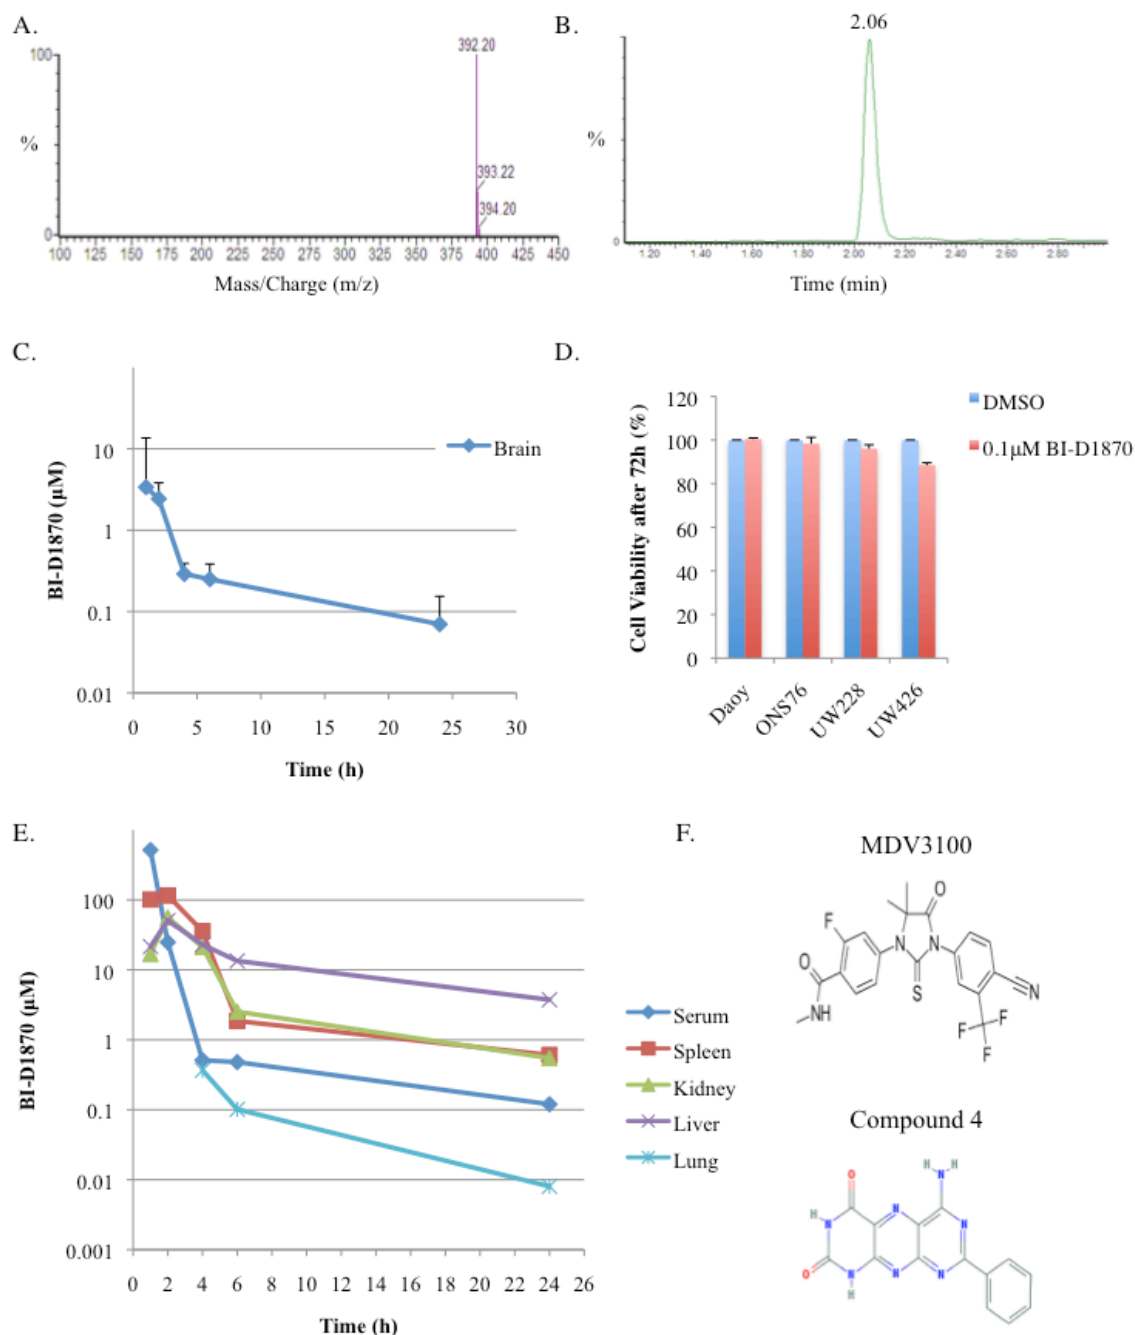 A.
392.20
100
%
393.22
394.20
0
100 125 150 175 200 225 250 275 300 325 350 375 400 425 450
Mass/Charge (m/z)
B.
2.06
%
0
1.20 1.40 1.60 1.80 2.00 2.20 2.40 2.60 2.80
Time (min)
C.
BI-D1870 (µM)
10
1
0.1
0.01
0 5 10 15 20 25 30
Time (h)
Brain
D.
Cell Viability after 72h (%)
120
100
80
60
40
20
0
Daoy ONS76 UW228 UW426
DMSO
0.1µM BI-D1870
E.
BI-D1870 (µM)
100
10
1
0.1
0.01
0.001
0 2 4 6 8 10 12 14 16 18 20 22 24 26
Time (h)
Serum
Spleen
Kidney
Liver
Lung
F.
MDV3100
O
F
N N
O
S
N
NH
F
F
F
Compound 4
H H
O N
H
N N N
O N N N
H